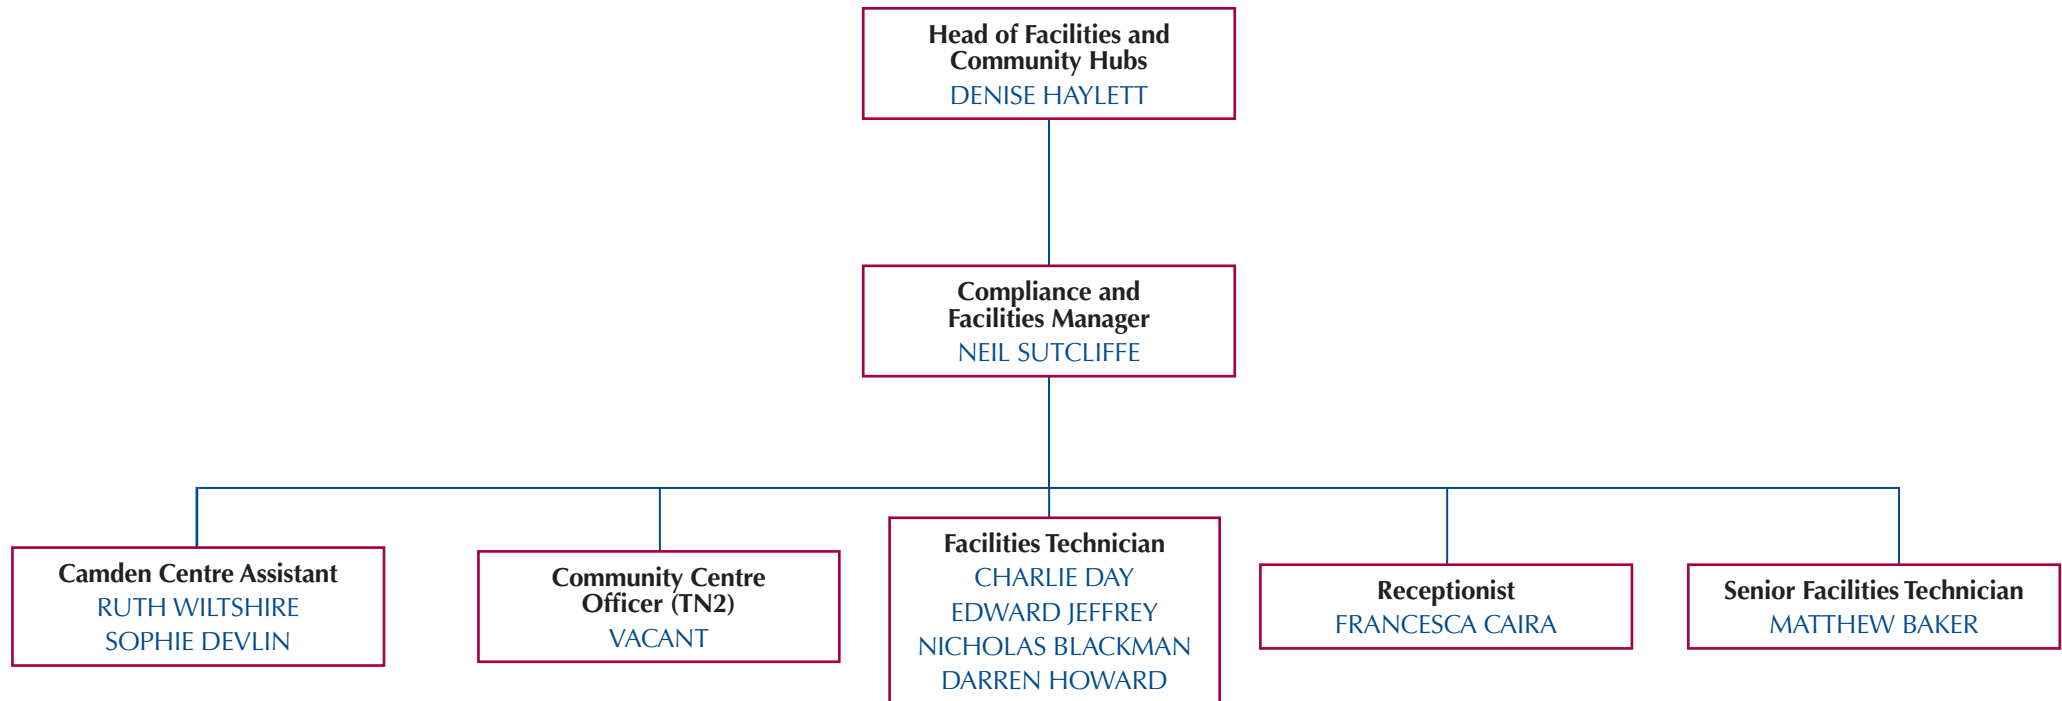 Head of Facilities and
Community Hubs
DENISE HAYLETT
Compliance and
Facilities Manager
NEIL SUTCLIFFE
Camden Centre Assistant
RUTH WILTSHIRE
SOPHIE DEVLIN
Community Centre
Officer (TN2)
VACANT
Facilities Technician
CHARLIE DAY
EDWARD JEFFREY
NICHOLAS BLACKMAN
DARREN HOWARD
Receptionist
FRANCESCA CAIRA
Senior Facilities Technician
MATTHEW BAKER